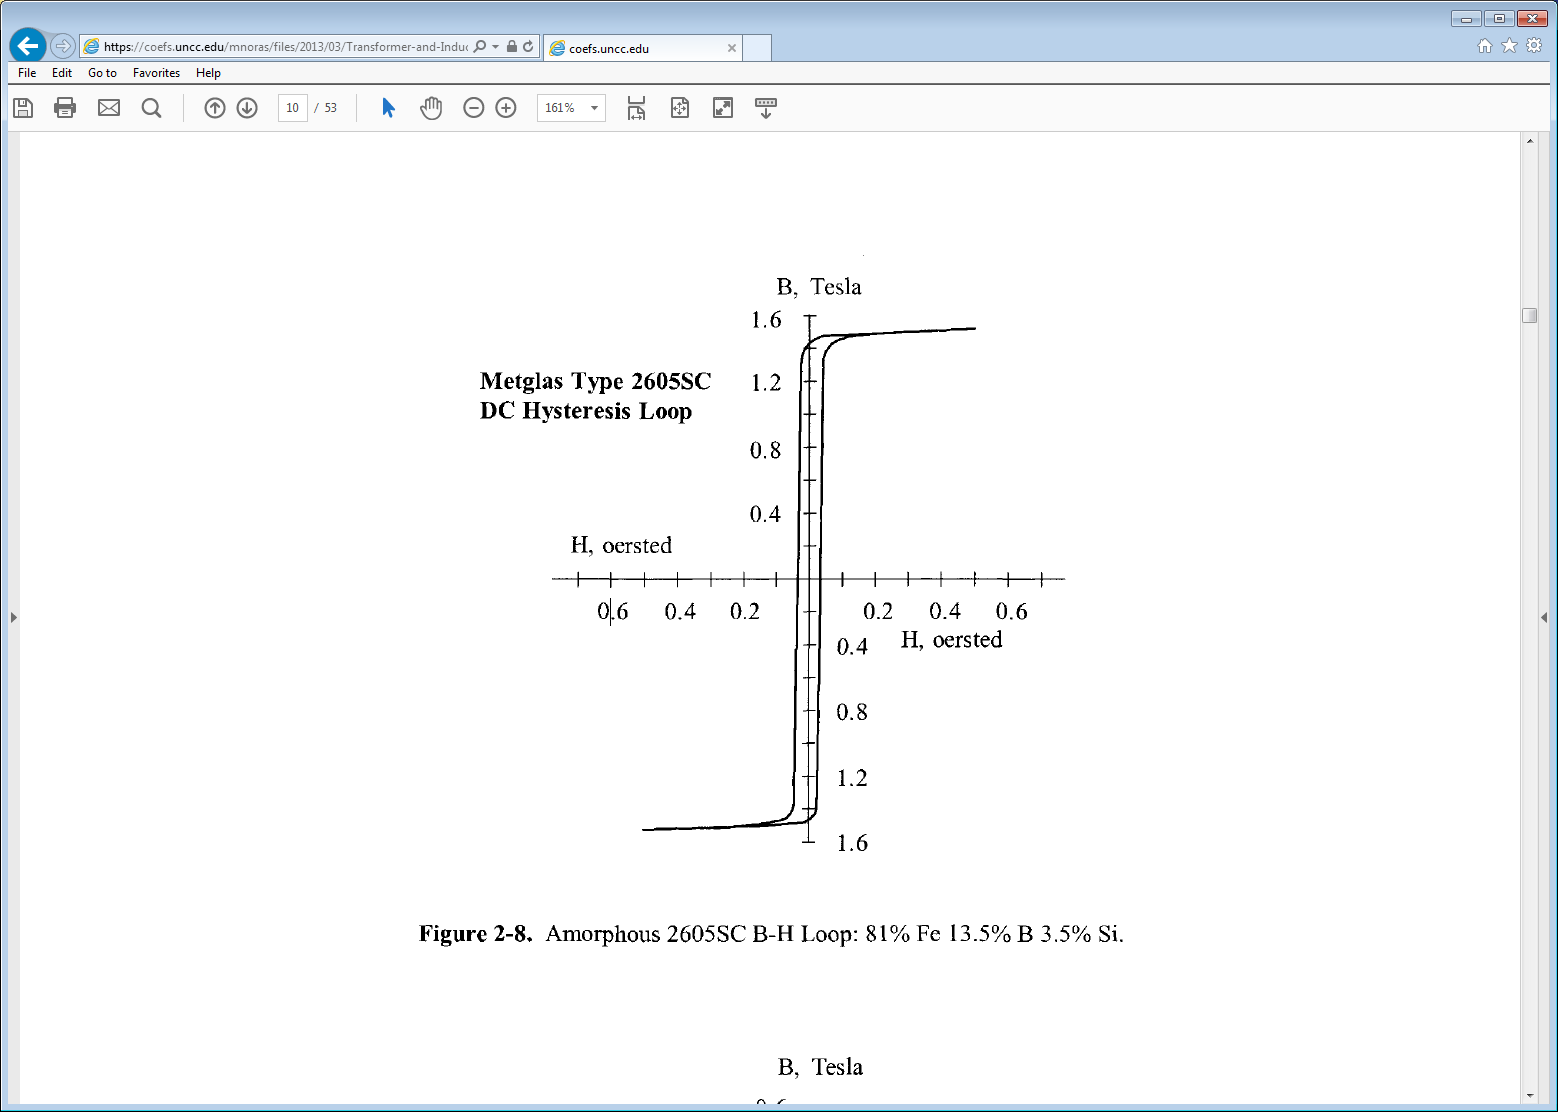 https://coefs.uncc.edu/mnoras/files/2013/03/Transformer-and-Induc
coefs.uncc.edu
File Edit Go to Favorites Help
10 / 53 161%
B, Tesla
1.6
Metglas Type 2605SC 1.2
DC Hysteresis Loop
0.8
0.4
H, oersted
0.6 0.4 0.2 0.2 0.4 0.6
0.4 H, oersted
0.8
1.2
1.6
Figure 2-8. Amorphous 2605SC B-H Loop: 81% Fe 13.5% B 3.5% Si.
B, Tesla